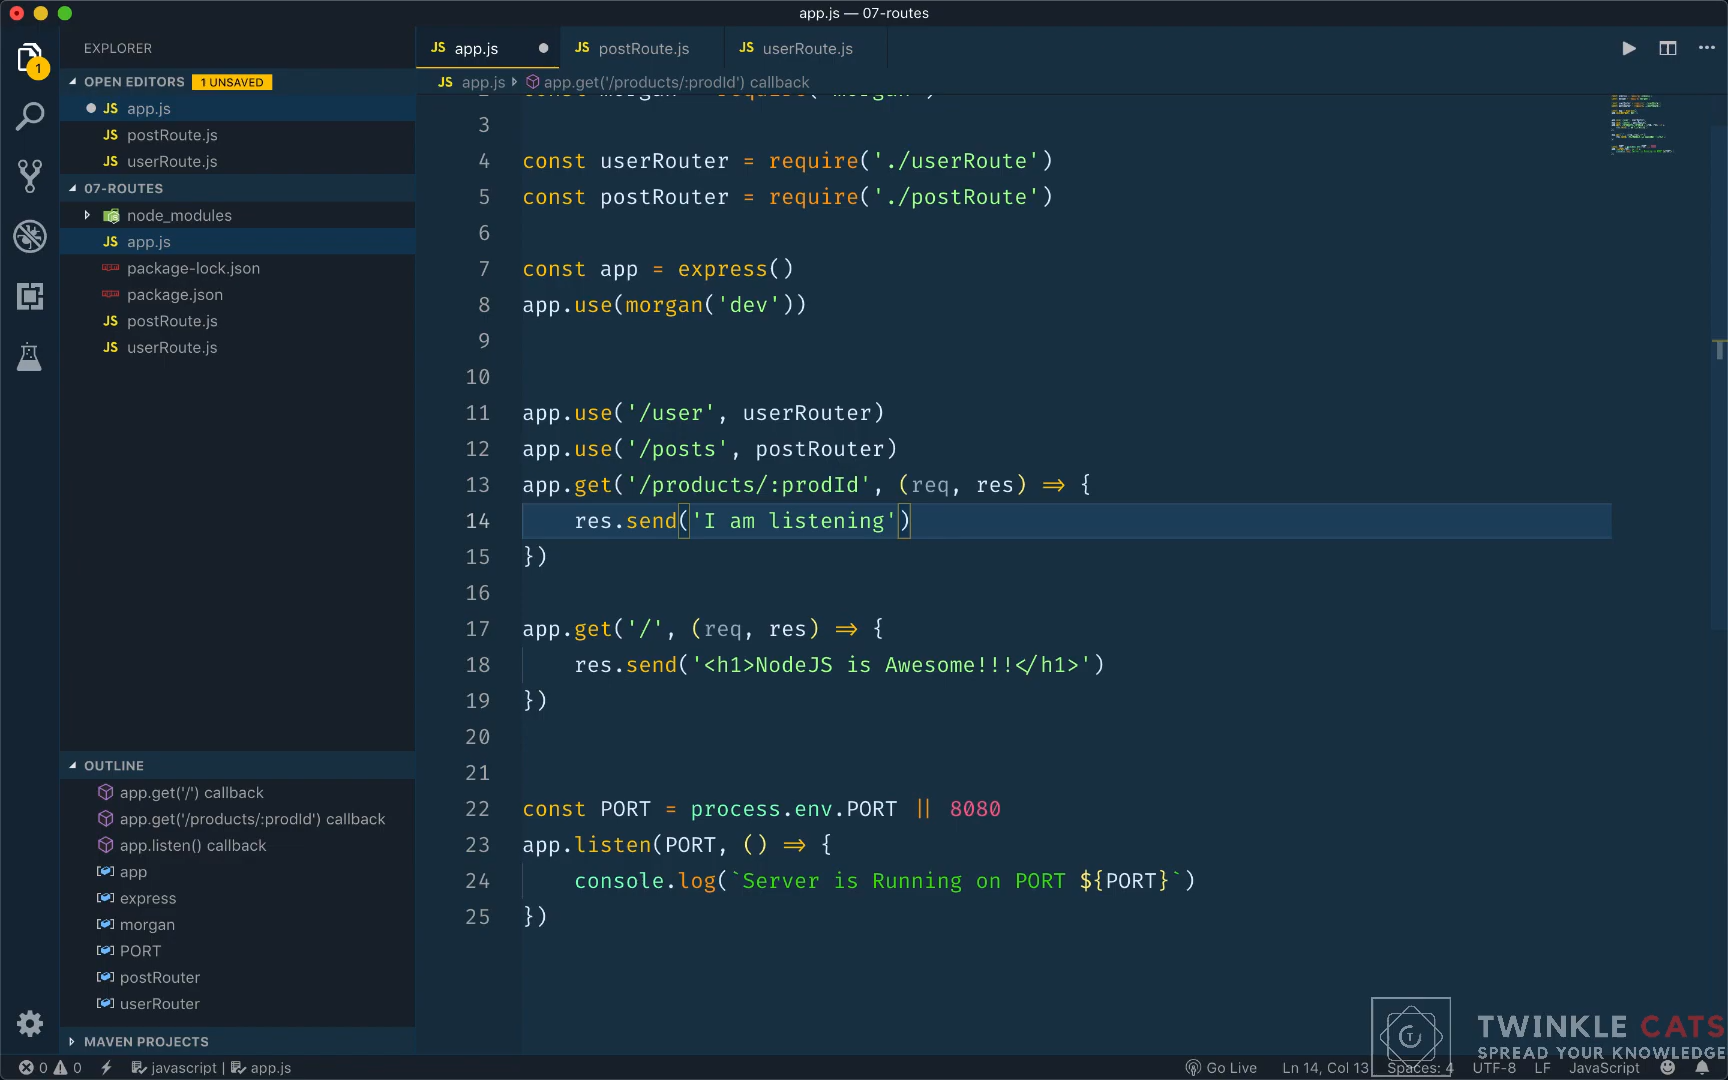 app.js — 07-routes
EXPLORER
OPEN EDITORS 1 UNSAVED
JS app.js
JS postRoute.js
JS userRoute.js
07-ROUTES
node_modules
JS app.js
package-lock.json
package.json
JS postRoute.js
JS userRoute.js
OUTLINE
app.get('/') callback
app.get('/products/:prodId') callback
app.listen() callback
app
express
morgan
PORT
postRouter
userRouter
MAVEN PROJECTS
1
JS app.js
JS postRoute.js
JS userRoute.js
JS app.js app.get('/products/:prodId') callback
3
4 const userRouter = require('./userRoute')
5 const postRouter = require('./postRoute')
6
7 const app = express()
8 app.use(morgan('dev'))
9
10
11 app.use('/user', userRouter)
12 app.use('/posts', postRouter)
13 app.get('/products/:prodId', (req, res) => {
14 res.send('I am listening')
15 })
16
17 app.get('/', (req, res) => {
18 res.send('<h1>NodeJS is Awesome!!!</h1>')
19 })
20
21
22 const PORT = process.env.PORT || 8080
23 app.listen(PORT, () => {
24 console.log(`Server is Running on PORT ${PORT}`)
25 })
TWINKLE CATS
SPREAD YOUR KNOWLEDGE
0 0 javascript | app.js
Go Live Ln 14, Col 13 Spaces: 4 UTF-8 LF JavaScript